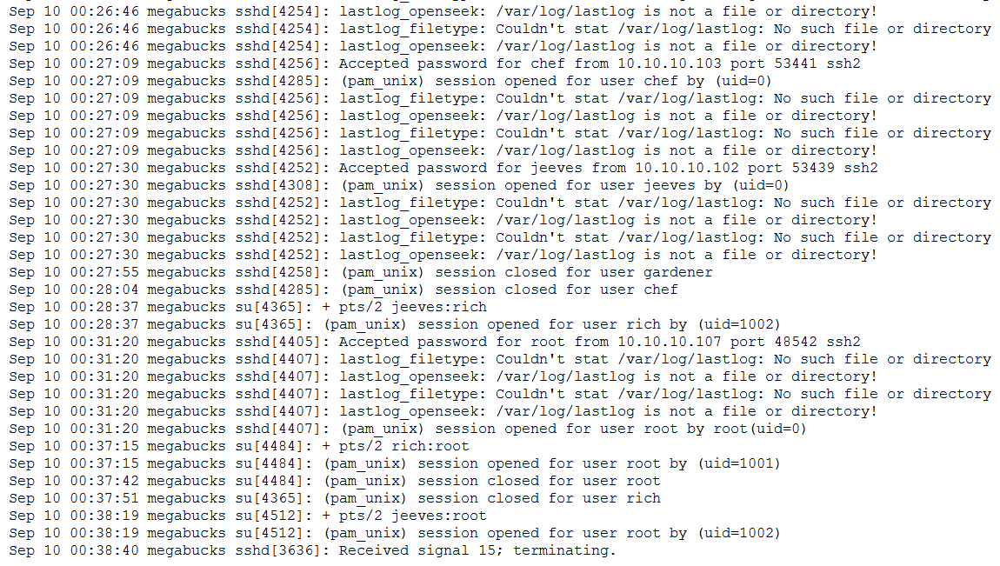 Sep 10 00:26:46 megabucks sshd[4254]: lastlog_openseek: /var/log/lastlog is not a file or directory!
Sep 10 00:26:46 megabucks sshd[4254]: lastlog_filetype: Couldn't stat /var/log/lastlog: No such file or directory
Sep 10 00:26:46 megabucks sshd[4254]: lastlog_openseek: /var/log/lastlog is not a file or directory!
Sep 10 00:27:09 megabucks sshd[4256]: Accepted password for chef from 10.10.10.103 port 53441 ssh2
Sep 10 00:27:09 megabucks sshd[4285]: (pam_unix) session opened for user chef by (uid=0)
Sep 10 00:27:09 megabucks sshd[4256]: lastlog_filetype: Couldn't stat /var/log/lastlog: No such file or directory
Sep 10 00:27:09 megabucks sshd[4256]: lastlog_openseek: /var/log/lastlog is not a file or directory!
Sep 10 00:27:09 megabucks sshd[4256]: lastlog_filetype: Couldn't stat /var/log/lastlog: No such file or directory
Sep 10 00:27:09 megabucks sshd[4256]: lastlog_openseek: /var/log/lastlog is not a file or directory!
Sep 10 00:27:30 megabucks sshd[4252]: Accepted password for jeeves from 10.10.10.102 port 53439 ssh2
Sep 10 00:27:30 megabucks sshd[4308]: (pam_unix) session opened for user jeeves by (uid=0)
Sep 10 00:27:30 megabucks sshd[4252]: lastlog_filetype: Couldn't stat /var/log/lastlog: No such file or directory
Sep 10 00:27:30 megabucks sshd[4252]: lastlog_openseek: /var/log/lastlog is not a file or directory!
Sep 10 00:27:30 megabucks sshd[4252]: lastlog_filetype: Couldn't stat /var/log/lastlog: No such file or directory
Sep 10 00:27:30 megabucks sshd[4252]: lastlog_openseek: /var/log/lastlog is not a file or directory!
Sep 10 00:27:55 megabucks sshd[4258]: (pam_unix) session closed for user gardener
Sep 10 00:28:04 megabucks sshd[4285]: (pam_unix) session closed for user chef
Sep 10 00:28:37 megabucks su[4365]: + pts/2 jeeves:rich
Sep 10 00:28:37 megabucks su[4365]: (pam_unix) session opened for user rich by (uid=1002)
Sep 10 00:31:20 megabucks sshd[4405]: Accepted password for root from 10.10.10.107 port 48542 ssh2
Sep 10 00:31:20 megabucks sshd[4407]: lastlog_filetype: Couldn't stat /var/log/lastlog: No such file or directory
Sep 10 00:31:20 megabucks sshd[4407]: lastlog_openseek: /var/log/lastlog is not a file or directory!
Sep 10 00:31:20 megabucks sshd[4407]: lastlog_filetype: Couldn't stat /var/log/lastlog: No such file or directory
Sep 10 00:31:20 megabucks sshd[4407]: lastlog_openseek: /var/log/lastlog is not a file or directory!
Sep 10 00:31:20 megabucks sshd[4407]: (pam_unix) session opened for user root by root(uid=0)
Sep 10 00:37:15 megabucks su[4484]: + pts/2 rich:root
Sep 10 00:37:15 megabucks su[4484]: (pam_unix) session opened for user root by (uid=1001)
Sep 10 00:37:42 megabucks su[4484]: (pam_unix) session closed for user root
Sep 10 00:37:51 megabucks su[4365]: (pam_unix) session closed for user rich
Sep 10 00:38:19 megabucks su[4512]: + pts/2 jeeves:root
Sep 10 00:38:19 megabucks su[4512]: (pam_unix) session opened for user root by (uid=1002)
Sep 10 00:38:40 megabucks sshd[3636]: Received signal 15; terminating.